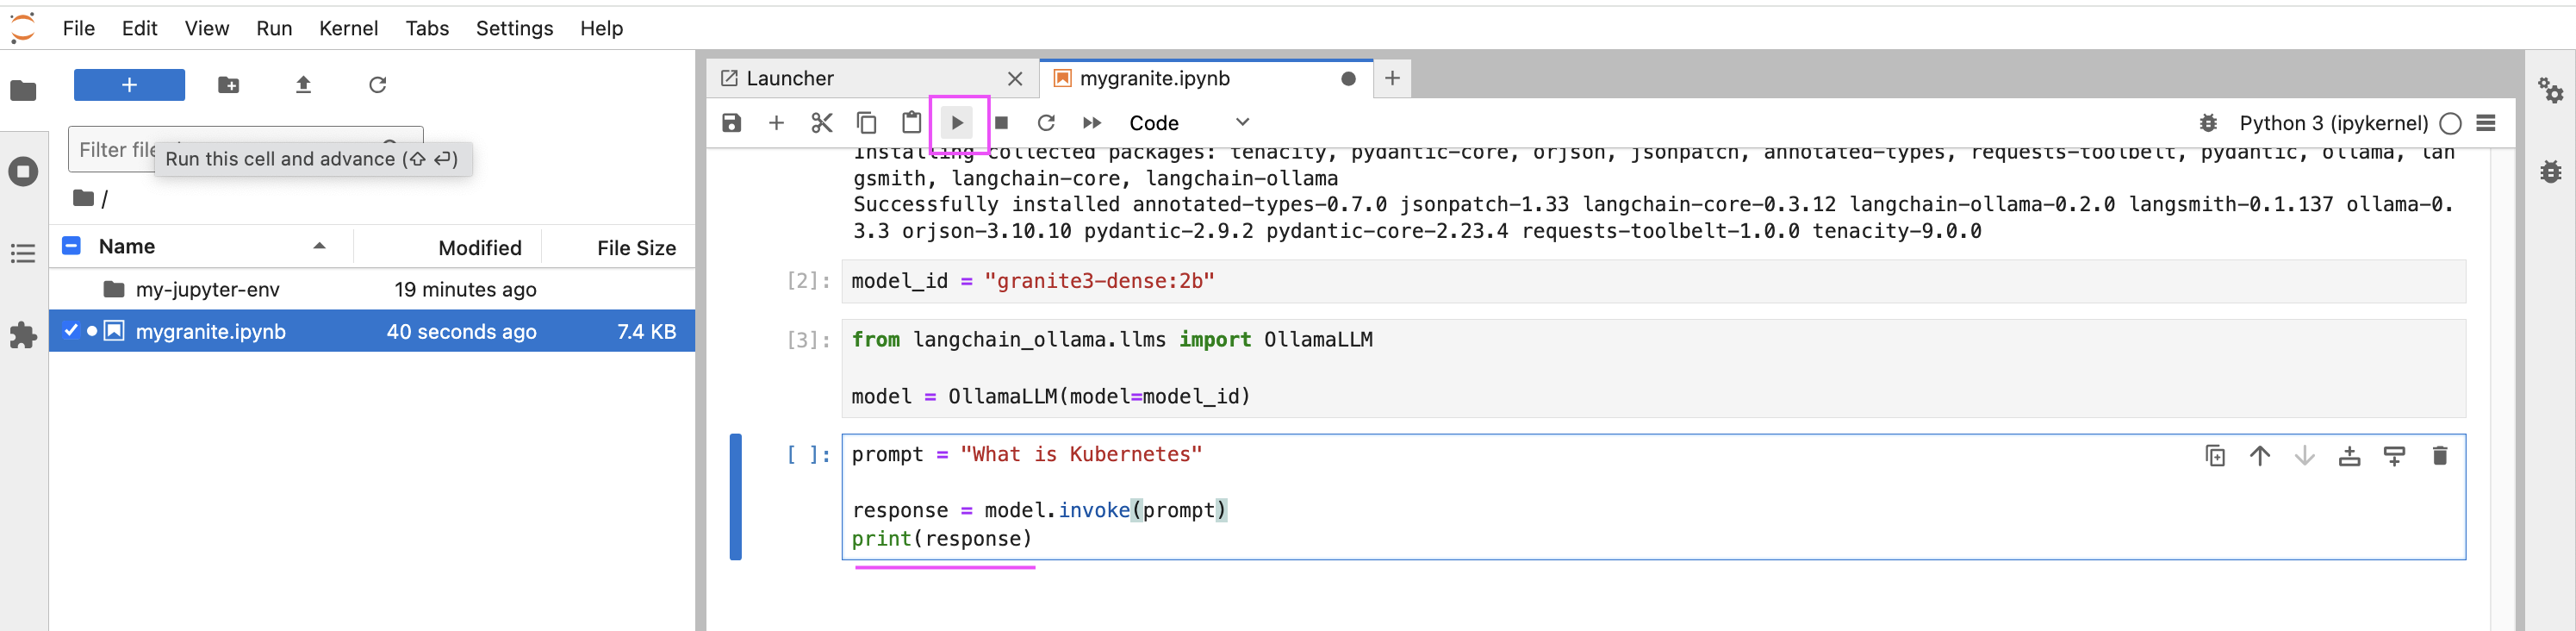 File Edit View Run Kernel Tabs Settings Help
Launcher
mygranite.ipynb
Code
Python 3 (ipykernel)
Filter file
Run this cell and advance (⇧ ⏎)
/
Name Modified File Size
my-jupyter-env 19 minutes ago
mygranite.ipynb 40 seconds ago 7.4 KB
Installing collected packages: tenacity, pydantic-core, orjson, jsonpatch, annotated-types, requests-toolbelt, pydantic, ollama, lan
gsmith, langchain-core, langchain-ollama
Successfully installed annotated-types-0.7.0 jsonpatch-1.33 langchain-core-0.3.12 langchain-ollama-0.2.0 langsmith-0.1.137 ollama-0.
3.3 orjson-3.10.10 pydantic-2.9.2 pydantic-core-2.23.4 requests-toolbelt-1.0.0 tenacity-9.0.0
[2]: model_id = "granite3-dense:2b"
[3]: from langchain_ollama.llms import OllamaLLM
model = OllamaLLM(model=model_id)
[ ]: prompt = "What is Kubernetes"
response = model.invoke(prompt)
print(response)